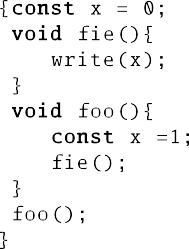 {const x = 0;
void fie(){
write(x);
}
void foo(){
const x =1;
fie();
}
foo();
}